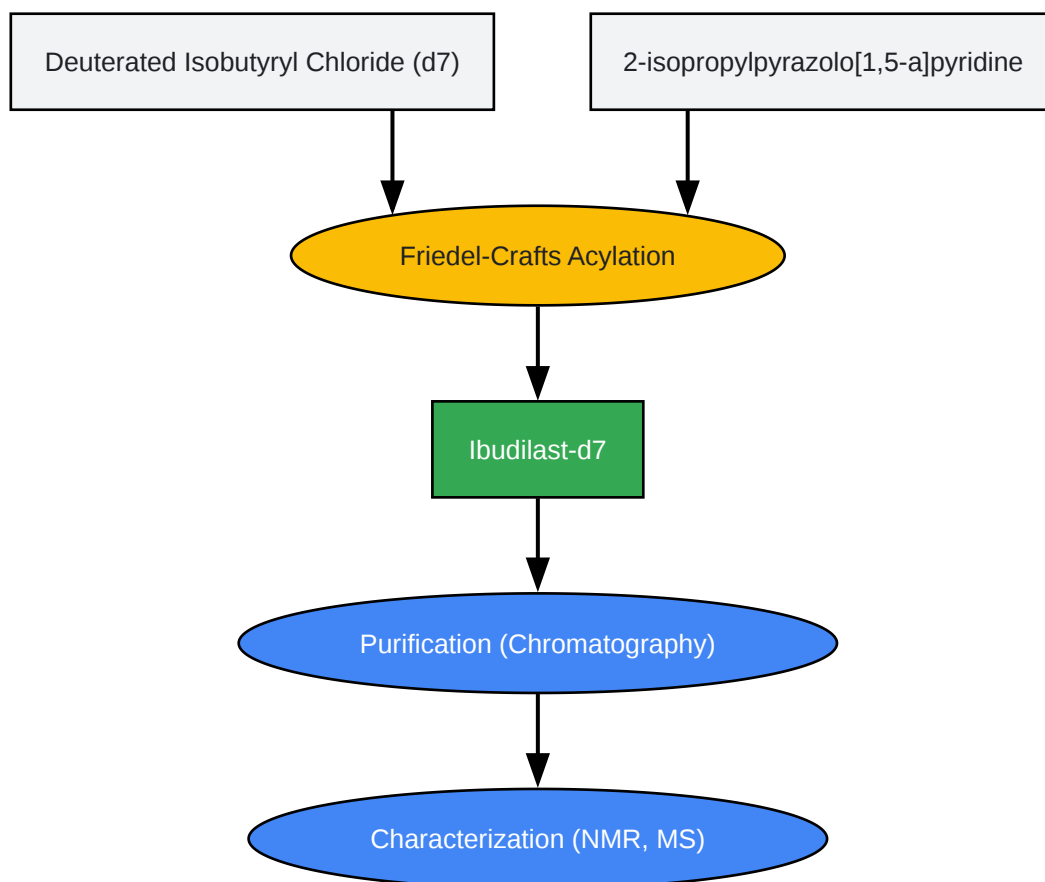 Deuterated Isobutyryl Chloride (d7)
2-isopropylpyrazolo[1,5-a]pyridine
Friedel-Crafts Acylation
Ibudilast-d7
Purification (Chromatography)
Characterization (NMR, MS)